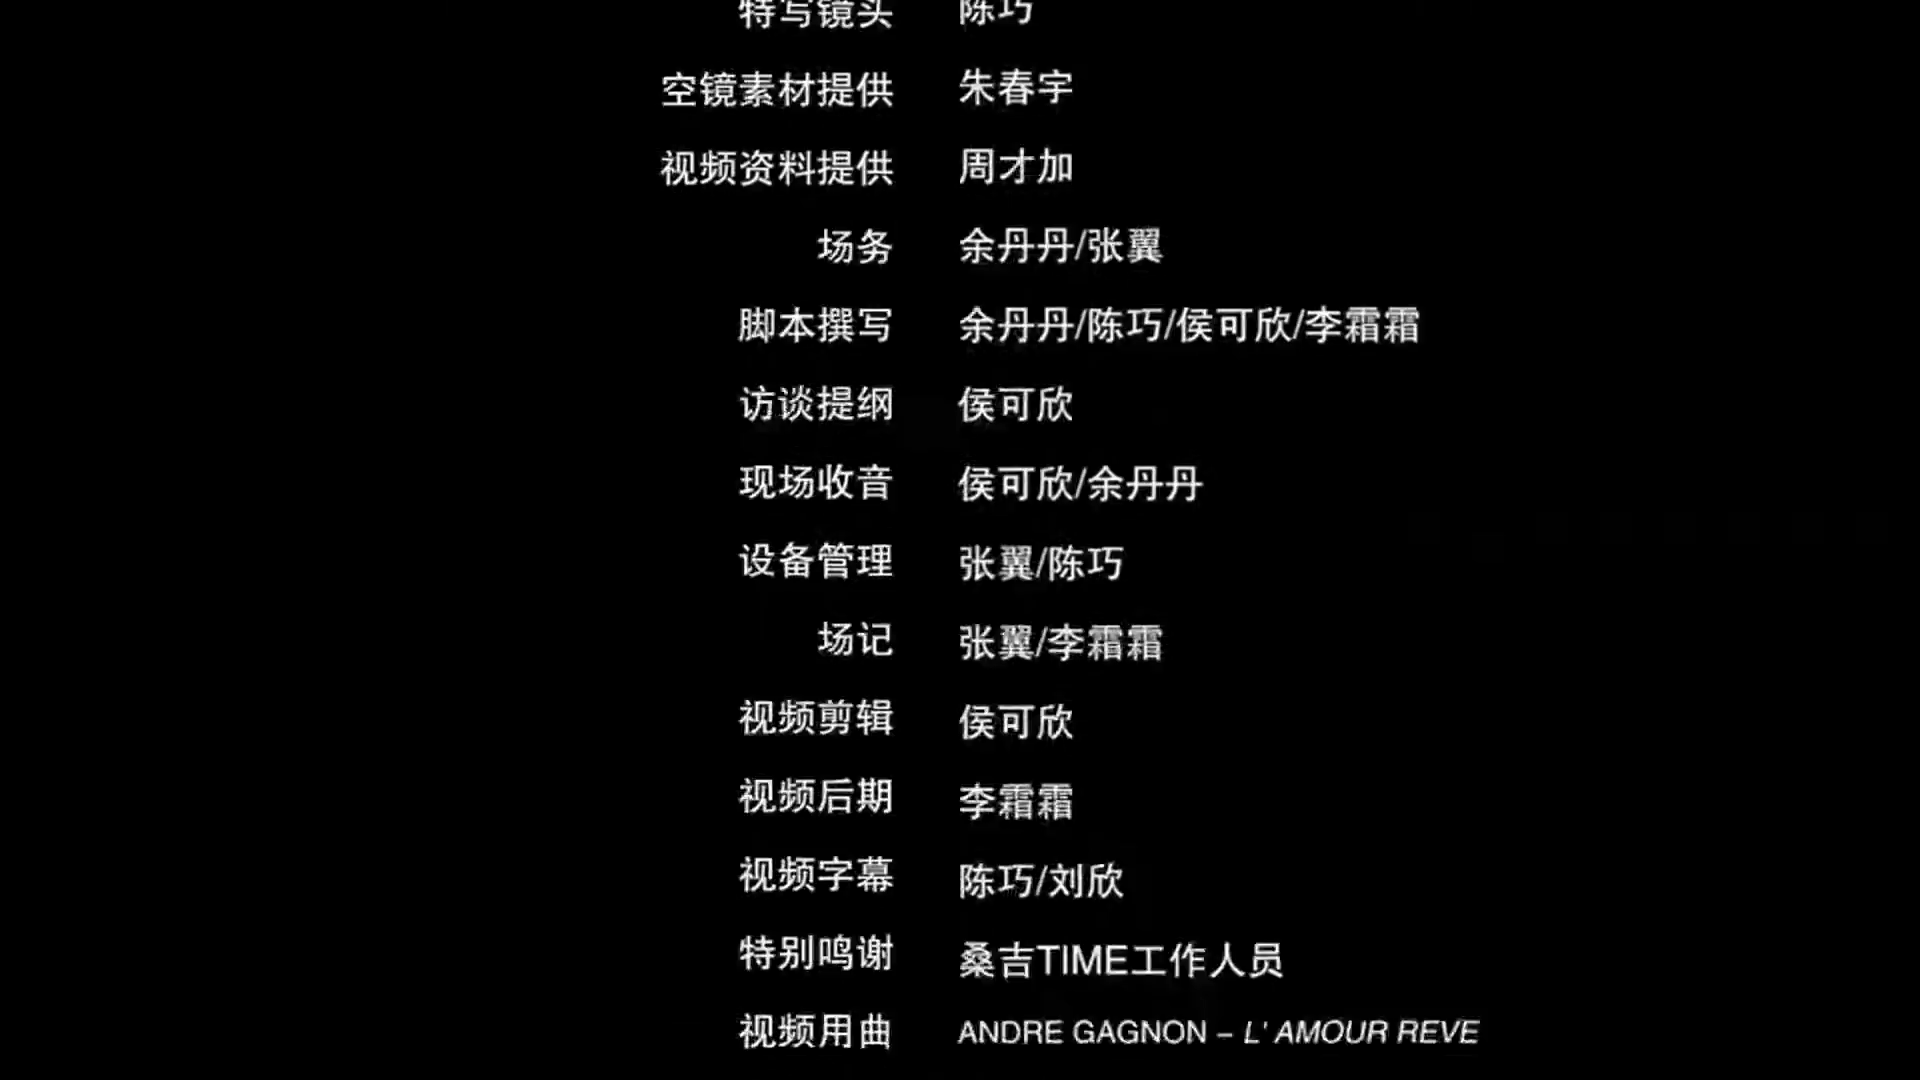 特写镜头 陈巧
空镜素材提供 朱春宇
视频资料提供 周才加
场务 余丹丹/张翼
脚本撰写 余丹丹/陈巧/侯可欣/李霜霜
访谈提纲 侯可欣
现场收音 侯可欣/余丹丹
设备管理 张翼/陈巧
场记 张翼/李霜霜
视频剪辑 侯可欣
视频后期 李霜霜
视频字幕 陈巧/刘欣
特别鸣谢 桑吉TIME工作人员
视频用曲 ANDRE GAGNON – L' AMOUR REVE